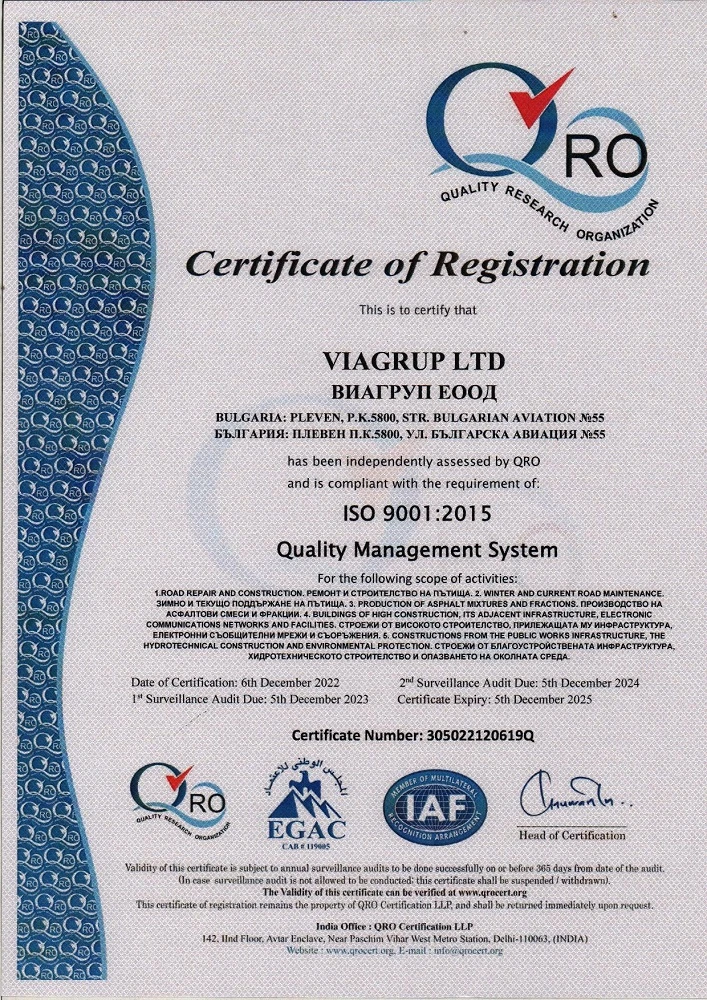 QRO
QUALITY RESEARCH ORGANIZATION
Certificate of Registration
This is to certify that
VIAGRUP LTD
ВИАГРУП ЕООД
BULGARIA: PLEVEN, P.K.5800, STR. BULGARIAN AVIATION №55
БЪЛГАРИЯ: ПЛЕВЕН П.К.5800, УЛ. БЪЛГАРСКА АВИАЦИЯ №55
has been independently assessed by QRO
and is compliant with the requirement of:
ISO 9001:2015
Quality Management System
For the following scope of activities:
1.ROAD REPAIR AND CONSTRUCTION. РЕМОНТ И СТРОИТЕЛСТВО НА ПЪТИЩА. 2. WINTER AND CURRENT ROAD MAINTENANCE.
ЗИМНО И ТЕКУЩО ПОДДЪРЖАНЕ НА ПЪТИЩА. 3. PRODUCTION OF ASPHALT MIXTURES AND FRACTIONS. ПРОИЗВОДСТВО НА
АСФАЛТОВИ СМЕСИ И ФРАКЦИИ. 4. BUILDINGS OF HIGH CONSTRUCTION, ITS ADJACENT INFRASTRUCTURE, ELECTRONIC
COMMUNICATIONS NETWORKS AND FACILITIES. СТРОЕЖИ ОТ ВИСОКОТО СТРОИТЕЛСТВО, ПРИЛЕЖАЩАТА МУ ИНФРАСТРУКТУРА,
ЕЛЕКТРОННИ СЪОБЩИТЕЛНИ МРЕЖИ И СЪОРЪЖЕНИЯ. 5. CONSTRUCTIONS FROM THE PUBLIC WORKS INFRASTRUCTURE, THE
HYDROTECHNICAL CONSTRUCTION AND ENVIRONMENTAL PROTECTION. СТРОЕЖИ ОТ БЛАГОУСТРОЙСТВЕНАТА ИНФРАСТРУКТУРА,
ХИДРОТЕХНИЧЕСКОТО СТРОИТЕЛСТВО И ОПАЗВАНЕТО НА ОКОЛНАТА СРЕДА.
Date of Certification: 6th December 2022 2nd Surveillance Audit Due: 5th December 2024
1st Surveillance Audit Due: 5th December 2023 Certificate Expiry: 5th December 2025
Certificate Number: 305022120619Q
QRO
QUALITY RESEARCH ORGANIZATION
المجلس الوطني للاعتماد
EGAC
CAB # 119005
MEMBER OF MULTILATERAL
IAF
RECOGNITION ARRANGEMENT
Head of Certification
Validity of this certificate is subject to annual surveillance audits to be done successfully on or before 365 days from date of the audit.
(In case surveillance audit is not allowed to be conducted; this certificate shall be suspended / withdrawn).
The Validity of this certificate can be verified at www.qrocert.org
This certificate of registration remains the property of QRO Certification LLP, and shall be returned immediately upon request.
India Office : QRO Certification LLP
142, IInd Floor, Avtar Enclave, Near Paschim Vihar West Metro Station, Delhi-110063, (INDIA)
Website : www.qrocert.org, E-mail : info@qrocert.org